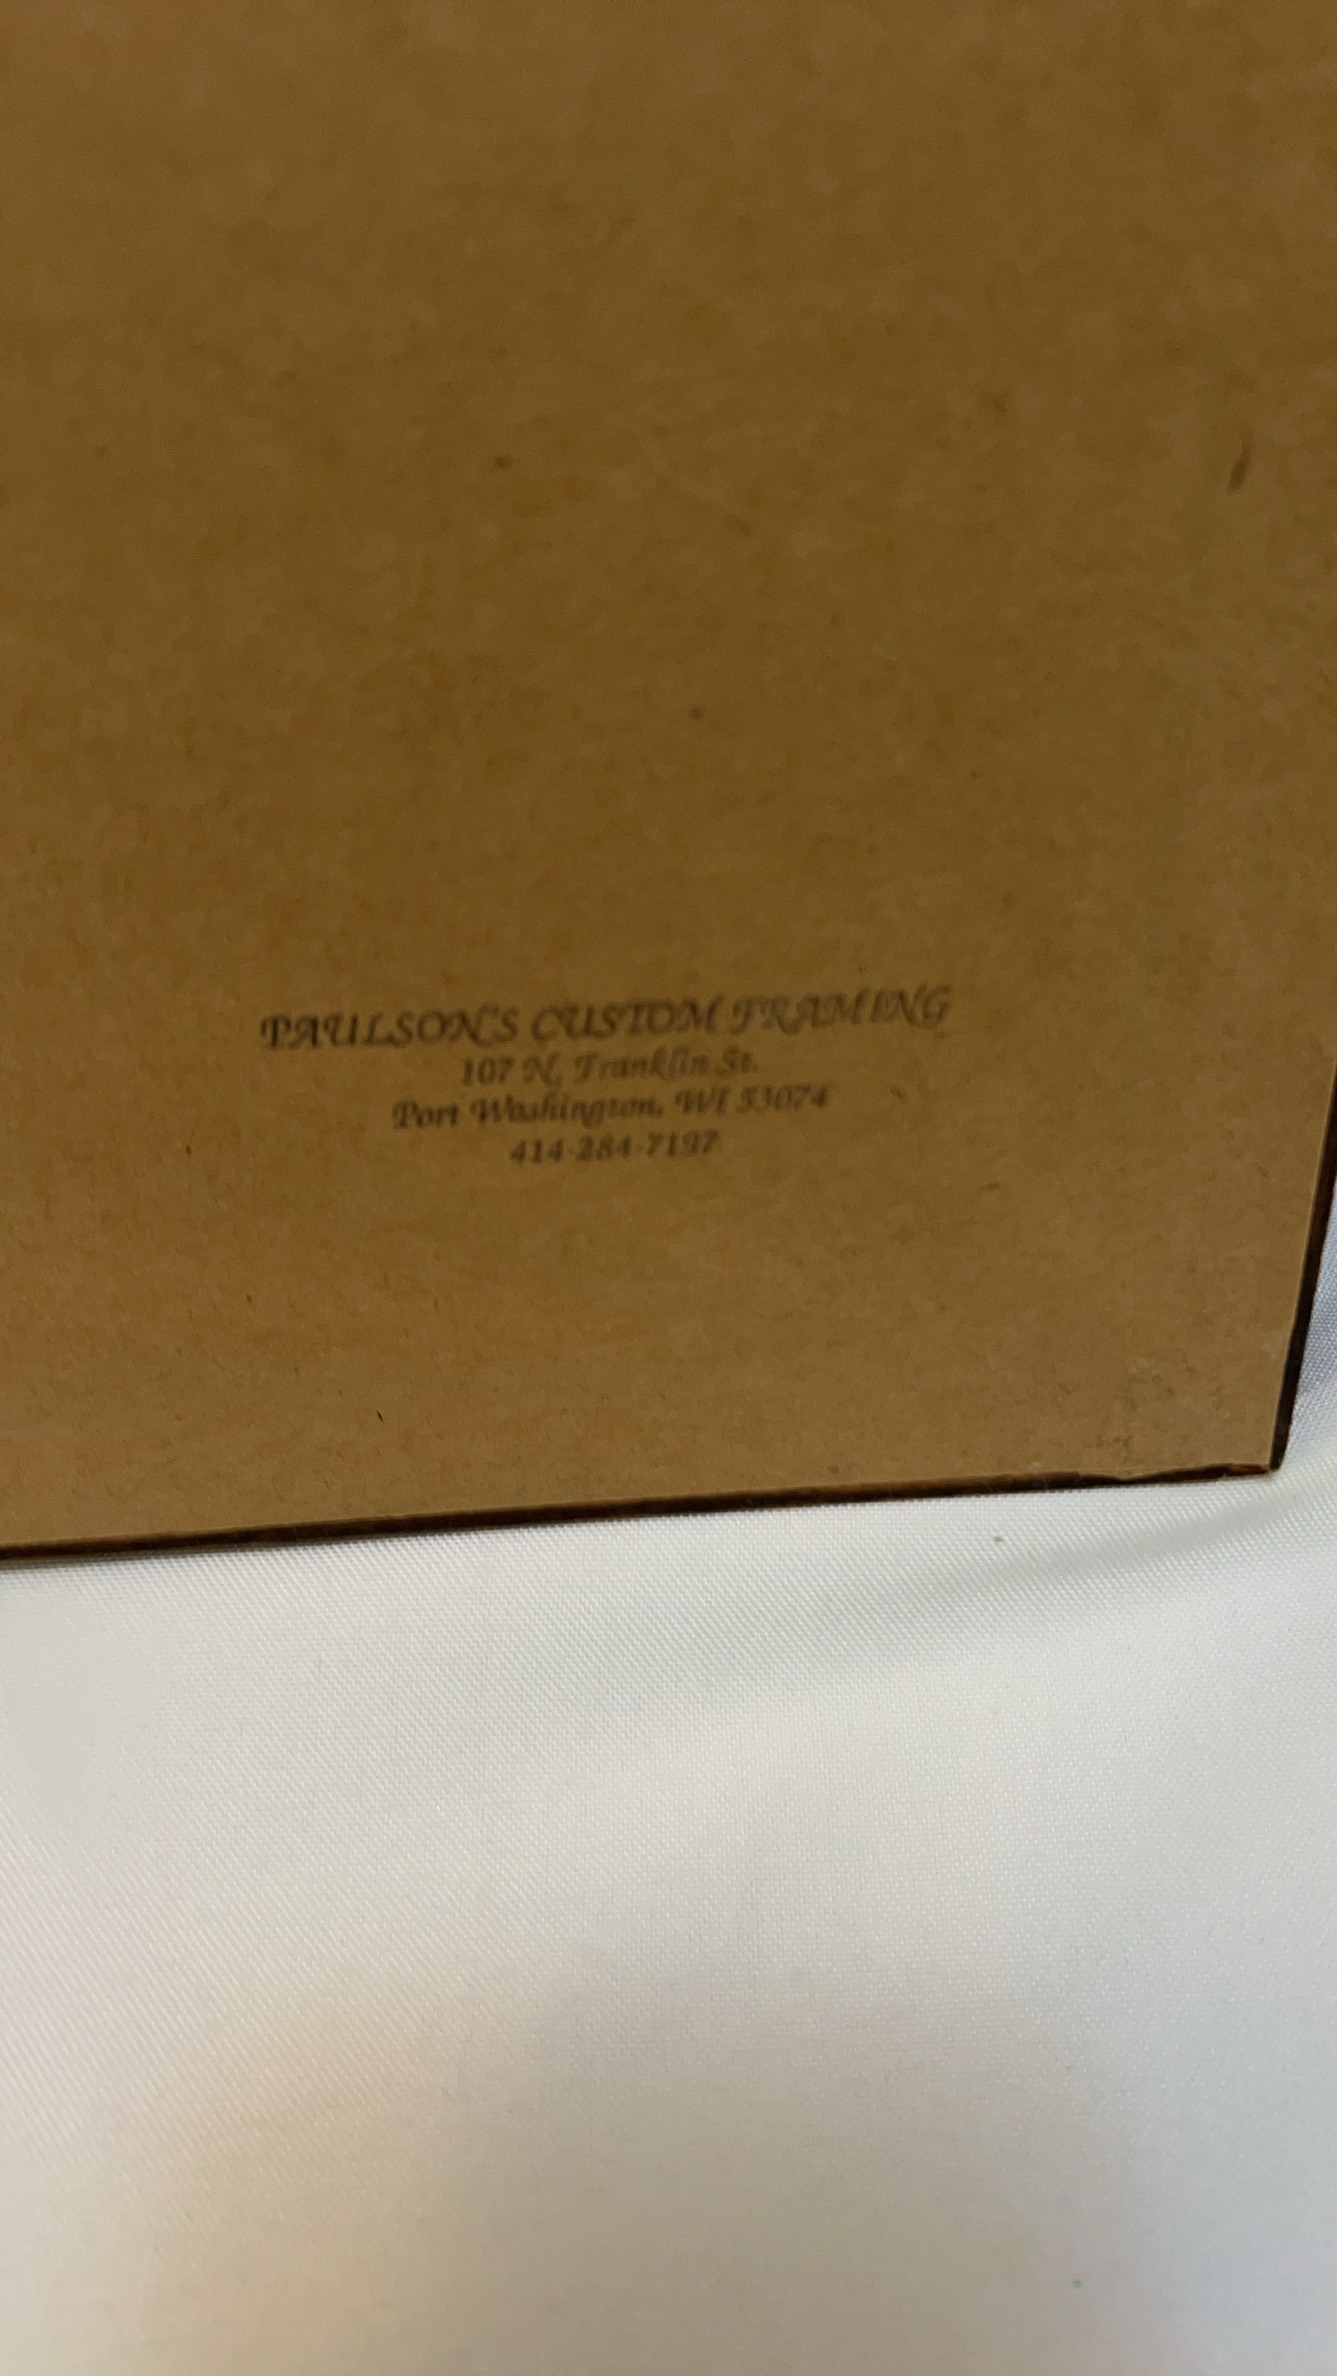 PAULSON'S CUSTOM FRAMING
107 N. Franklin St.
Port Washington, WI 53074
414-284-7197